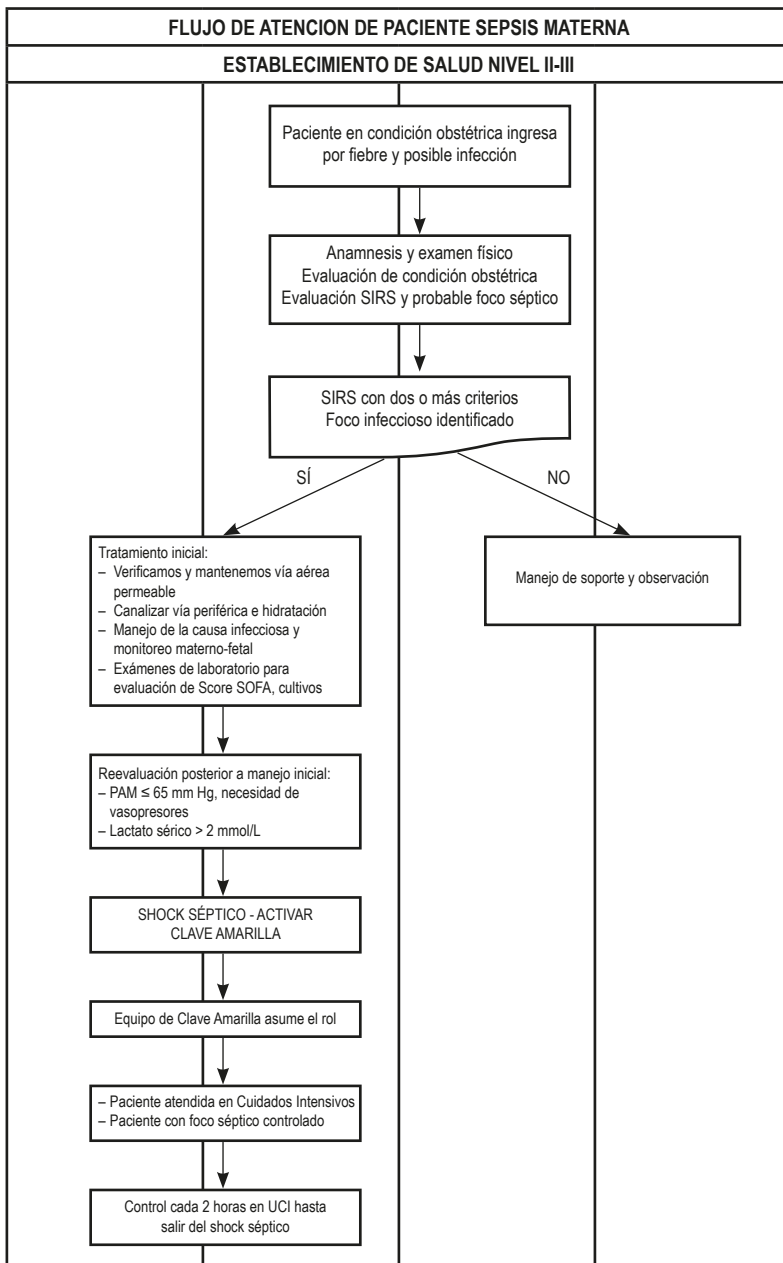 FLUJO DE ATENCION DE PACIENTE SEPSIS MATERNA
ESTABLECIMIENTO DE SALUD NIVEL II-III
Paciente en condición obstétrica ingresa
por fiebre y posible infección
Anamnesis y examen físico
Evaluación de condición obstétrica
Evaluación SIRS y probable foco séptico
SIRS con dos o más criterios
Foco infeccioso identificado
SÍ
NO
Tratamiento inicial:
– Verificamos y mantenemos vía aérea
permeable
– Canalizar vía periférica e hidratación
– Manejo de la causa infecciosa y
monitoreo materno-fetal
– Exámenes de laboratorio para
evaluación de Score SOFA, cultivos
Manejo de soporte y observación
Reevaluación posterior a manejo inicial:
– PAM ≤ 65 mm Hg, necesidad de
vasopresores
– Lactato sérico > 2 mmol/L
SHOCK SÉPTICO - ACTIVAR
CLAVE AMARILLA
Equipo de Clave Amarilla asume el rol
– Paciente atendida en Cuidados Intensivos
– Paciente con foco séptico controlado
Control cada 2 horas en UCI hasta
salir del shock séptico